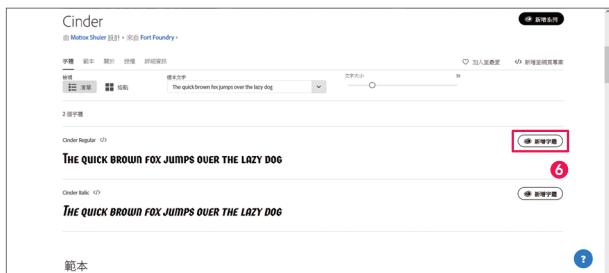 Cinder
新增系列
由 Mattox Shuler 設計。來自 Fort Foundry。
字體 範本 關於 授權 詳細資訊
加入至最愛 </> 新增至網頁專案
檢視 樣本文字 文字大小
清單 格點 The quick brown fox jumps over the lazy dog
2 個字體
Cinder Regular </>
新增字體
The quick brown fox jumps over the lazy dog
6
Cinder Italic </>
新增字體
The quick brown fox jumps over the lazy dog
範本
?